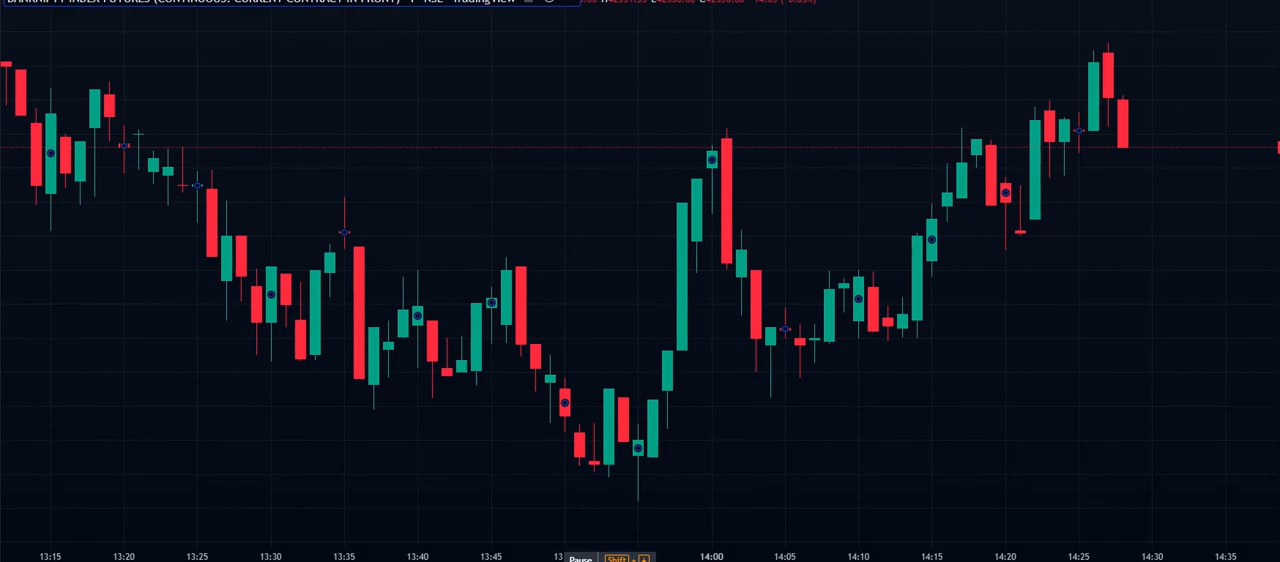 BANKNIFTY INDEX FUTURES (CONTINUOUS: CURRENT CONTRACT IN FRONT) · 1 · NSE · TradingView
13:15 13:20 13:25 13:30 13:35 13:40 13:45 14:00 14:05 14:10 14:15 14:20 14:25 14:30 14:35
Pause Shift +